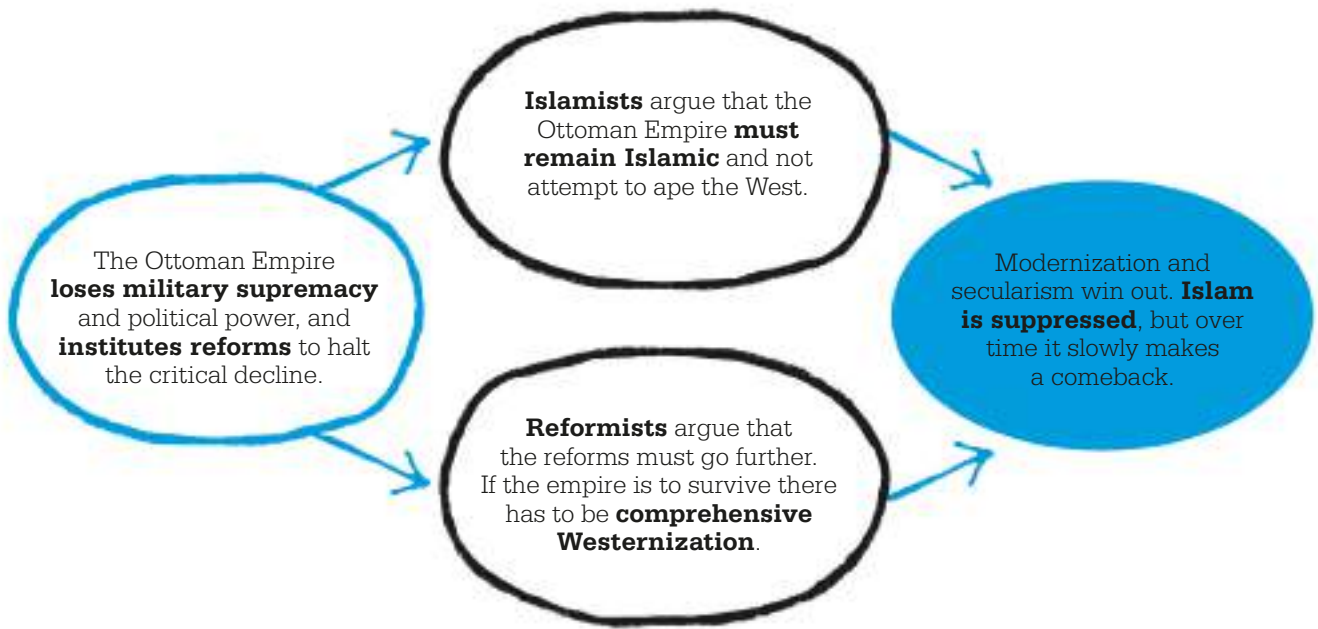 The Ottoman Empire
loses military supremacy
and political power, and
institutes reforms to halt
the critical decline.
Islamists argue that the
Ottoman Empire must
remain Islamic and not
attempt to ape the West.
Reformists argue that
the reforms must go further.
If the empire is to survive there
has to be comprehensive
Westernization.
Modernization and
secularism win out. Islam
is suppressed, but over
time it slowly makes
a comeback.